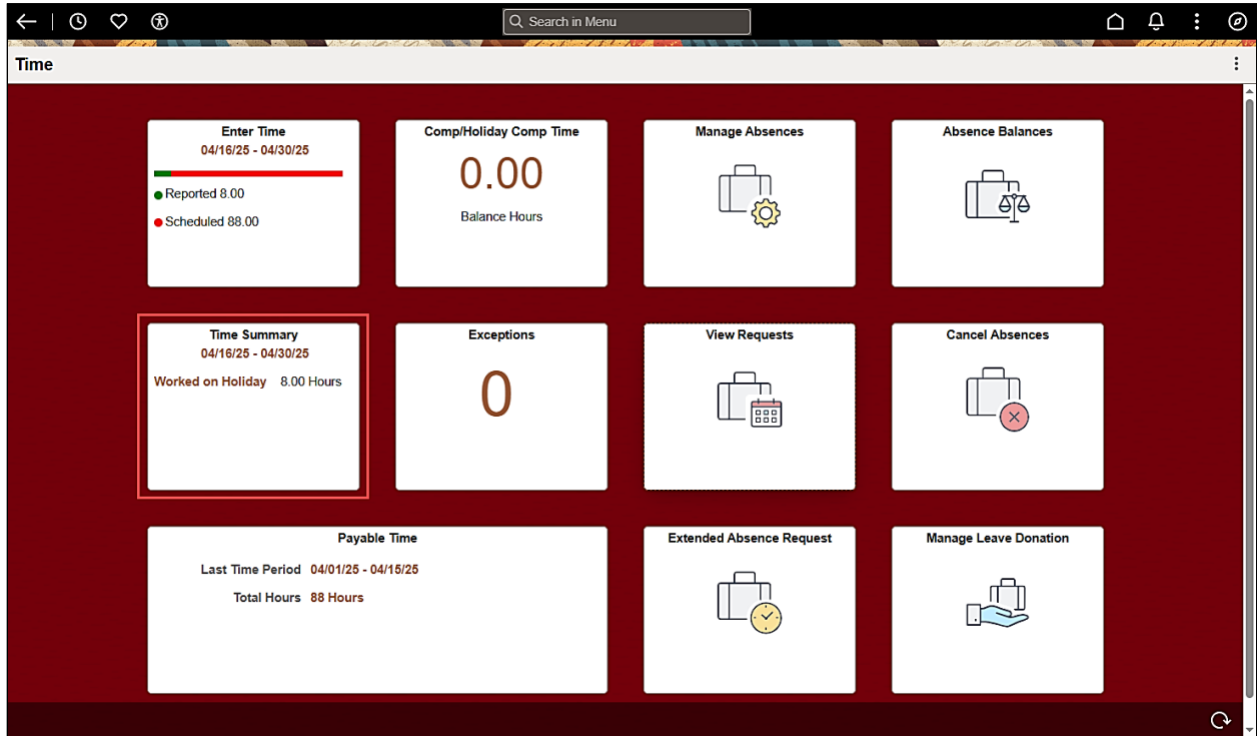 Search in Menu
Time
Enter Time
04/16/25 - 04/30/25
Reported 8.00
Scheduled 88.00
Comp/Holiday Comp Time
0.00
Balance Hours
Manage Absences
Absence Balances
Time Summary
04/16/25 - 04/30/25
Worked on Holiday 8.00 Hours
Exceptions
0
View Requests
Cancel Absences
Payable Time
Last Time Period 04/01/25 - 04/15/25
Total Hours 88 Hours
Extended Absence Request
Manage Leave Donation